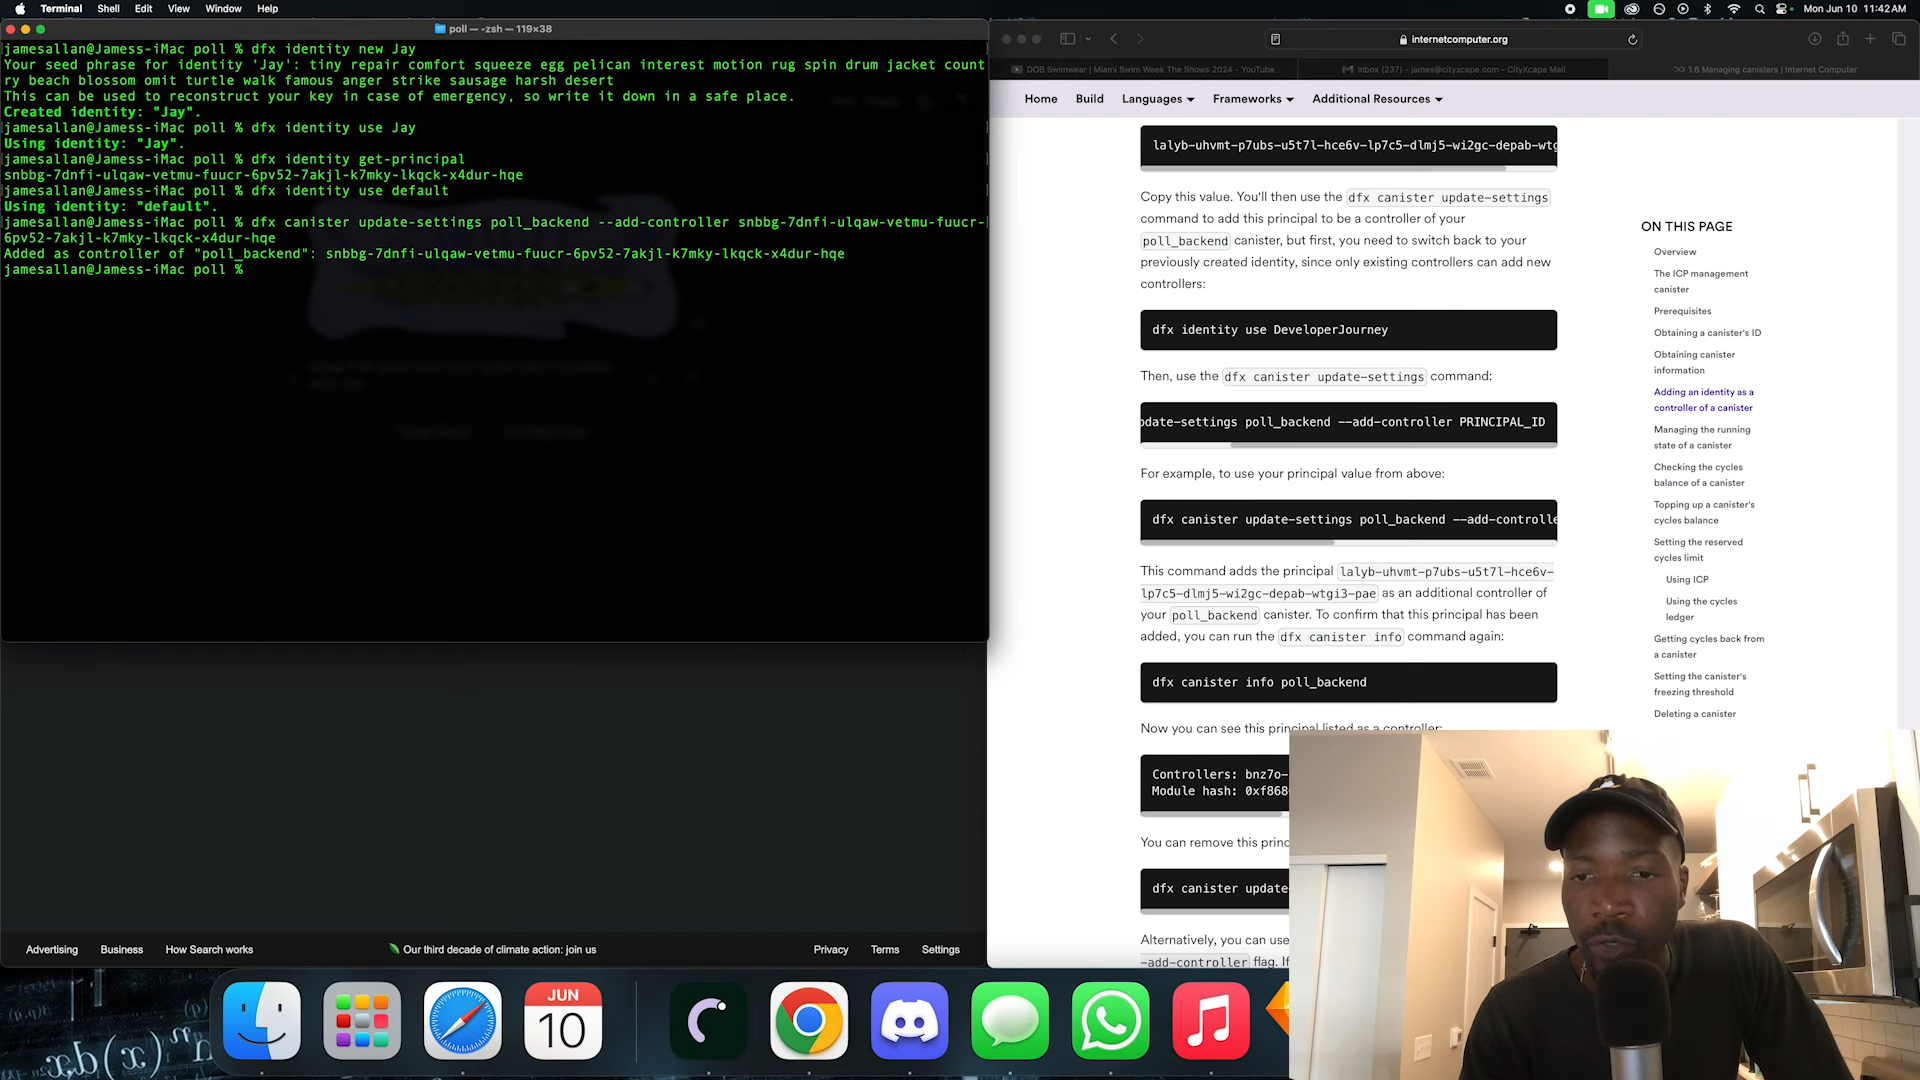 Terminal Shell Edit View Window Help
Mon Jun 10 11:42 AM
poll — -zsh — 119×38
jamesallan@Jamess-iMac poll % dfx identity new Jay
Your seed phrase for identity 'Jay': tiny repair comfort squeeze egg pelican interest motion rug spin drum jacket count
ry beach blossom omit turtle walk famous anger strike sausage harsh desert
This can be used to reconstruct your key in case of emergency, so write it down in a safe place.
Created identity: "Jay".
jamesallan@Jamess-iMac poll % dfx identity use Jay
Using identity: "Jay".
jamesallan@Jamess-iMac poll % dfx identity get-principal
snbbg-7dnfi-ulqaw-vetmu-fuucr-6pv52-7akjl-k7mky-lkqck-x4dur-hqe
jamesallan@Jamess-iMac poll % dfx identity use default
Using identity: "default".
jamesallan@Jamess-iMac poll % dfx canister update-settings poll_backend --add-controller snbbg-7dnfi-ulqaw-vetmu-fuucr-
6pv52-7akjl-k7mky-lkqck-x4dur-hqe
Added as controller of "poll_backend": snbbg-7dnfi-ulqaw-vetmu-fuucr-6pv52-7akjl-k7mky-lkqck-x4dur-hqe
jamesallan@Jamess-iMac poll %
Advertising Business How Search works
Our third decade of climate action: join us
Privacy Terms Settings
internetcomputer.org
DOB Swimwear | Miami Swim Week The Shows 2024 - YouTube
Inbox (237) - james@cityxcape.com - CityXcape Mail
1.6 Managing canisters | Internet Computer
Home Build Languages Frameworks Additional Resources
lalyb-uhvmt-p7ubs-u5t7l-hce6v-lp7c5-dlmj5-wi2gc-depab-wtg
Copy this value. You'll then use the dfx canister update-settings
command to add this principal to be a controller of your
poll_backend canister, but first, you need to switch back to your
previously created identity, since only existing controllers can add new
controllers:
dfx identity use DeveloperJourney
Then, use the dfx canister update-settings command:
pdate-settings poll_backend --add-controller PRINCIPAL_ID
For example, to use your principal value from above:
dfx canister update-settings poll_backend --add-controlle
This command adds the principal lalyb-uhvmt-p7ubs-u5t7l-hce6v-
lp7c5-dlmj5-wi2gc-depab-wtgi3-pae as an additional controller of
your poll_backend canister. To confirm that this principal has been
added, you can run the dfx canister info command again:
dfx canister info poll_backend
Now you can see this principal listed as a controller:
Controllers: bnz7o-
Module hash: 0xf868
You can remove this princ
dfx canister update
Alternatively, you can use
-add-controller flag. If
ON THIS PAGE
Overview
The ICP management
canister
Prerequisites
Obtaining a canister's ID
Obtaining canister
information
Adding an identity as a
controller of a canister
Managing the running
state of a canister
Checking the cycles
balance of a canister
Topping up a canister's
cycles balance
Setting the reserved
cycles limit
Using ICP
Using the cycles
ledger
Getting cycles back from
a canister
Setting the canister's
freezing threshold
Deleting a canister
JUN
10